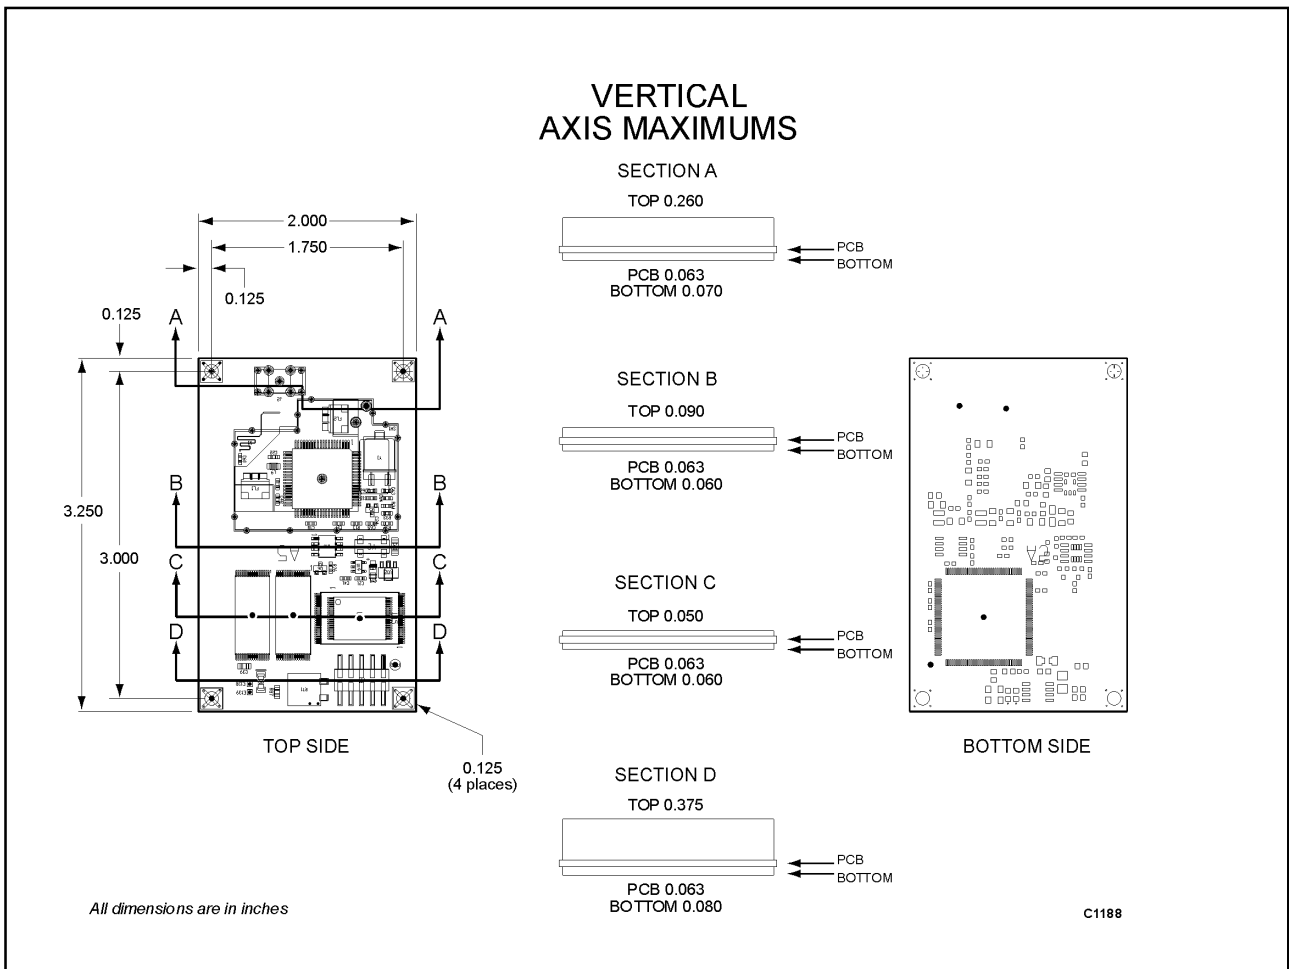 VERTICAL
AXIS MAXIMUMS
SECTION A
TOP 0.260
PCB
BOTTOM
PCB 0.063
BOTTOM 0.070
SECTION B
TOP 0.090
PCB
BOTTOM
PCB 0.063
BOTTOM 0.060
SECTION C
TOP 0.050
PCB
BOTTOM
PCB 0.063
BOTTOM 0.060
SECTION D
TOP 0.375
PCB
BOTTOM
PCB 0.063
BOTTOM 0.080
2.000
1.750
0.125
0.125
A A
B B
3.250
3.000
C C
D D
TOP SIDE
0.125
(4 places)
BOTTOM SIDE
All dimensions are in inches
C1188